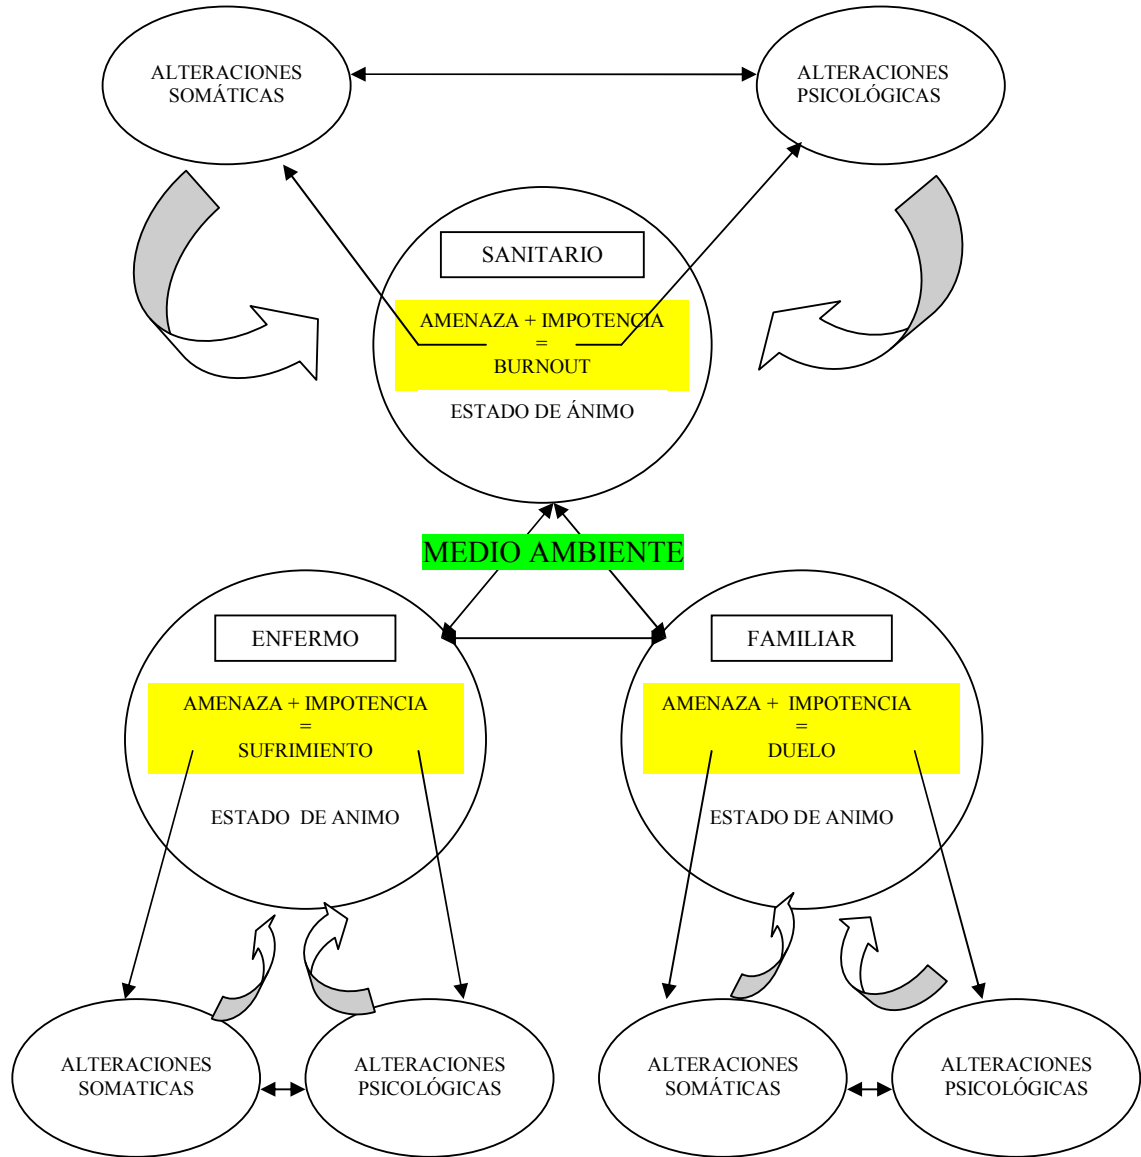 ALTERACIONES
SOMÁTICAS
ALTERACIONES
PSICOLÓGICAS
SANITARIO
AMENAZA + IMPOTENCIA
=
BURNOUT
ESTADO DE ÁNIMO
MEDIO AMBIENTE
ENFERMO
AMENAZA + IMPOTENCIA
=
SUFRIMIENTO
ESTADO DE ANIMO
FAMILIAR
AMENAZA + IMPOTENCIA
=
DUELO
ESTADO DE ANIMO
ALTERACIONES
SOMATICAS
ALTERACIONES
PSICOLÓGICAS
ALTERACIONES
SOMÁTICAS
ALTERACIONES
PSICOLÓGICAS